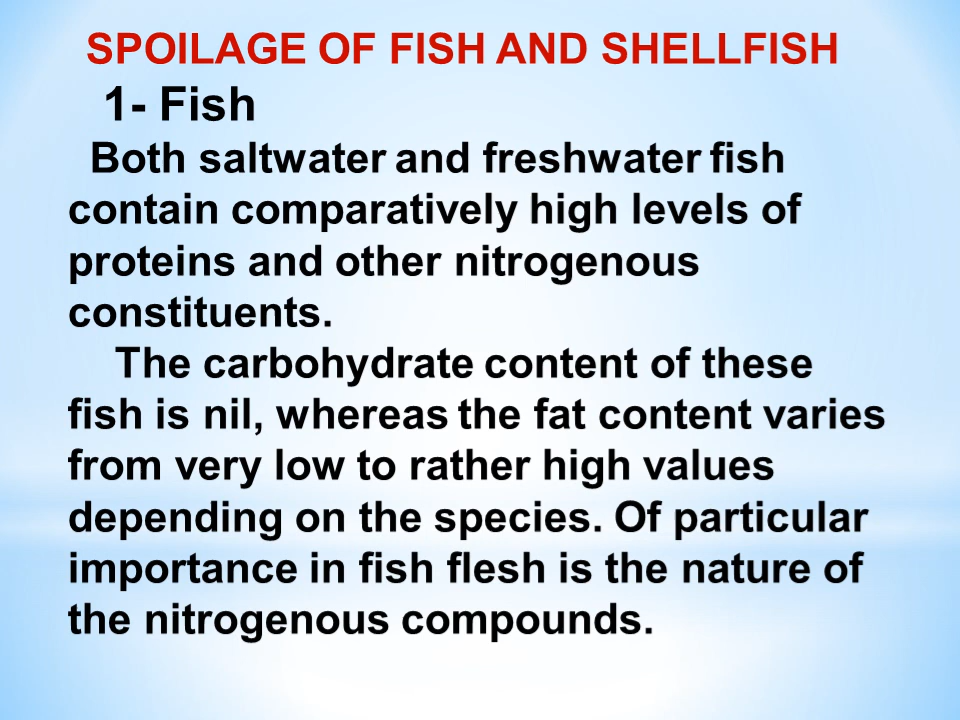 SPOILAGE OF FISH AND SHELLFISH
1- Fish
Both saltwater and freshwater fish
contain comparatively high levels of
proteins and other nitrogenous
constituents.
The carbohydrate content of these
fish is nil, whereas the fat content varies
from very low to rather high values
depending on the species. Of particular
importance in fish flesh is the nature of
the nitrogenous compounds.